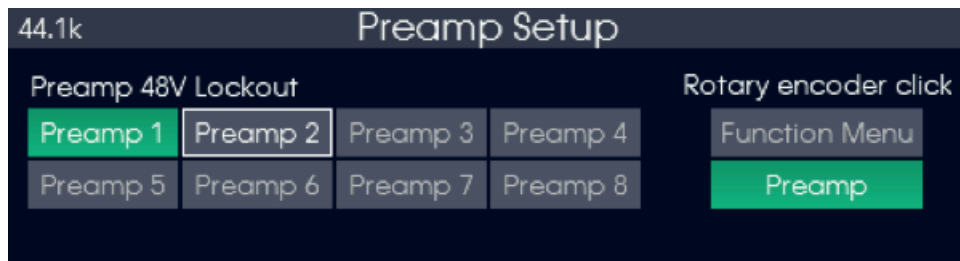 44.1k Preamp Setup
Preamp 48V Lockout
Preamp 1 Preamp 2 Preamp 3 Preamp 4
Preamp 5 Preamp 6 Preamp 7 Preamp 8
Rotary encoder click
Function Menu
Preamp